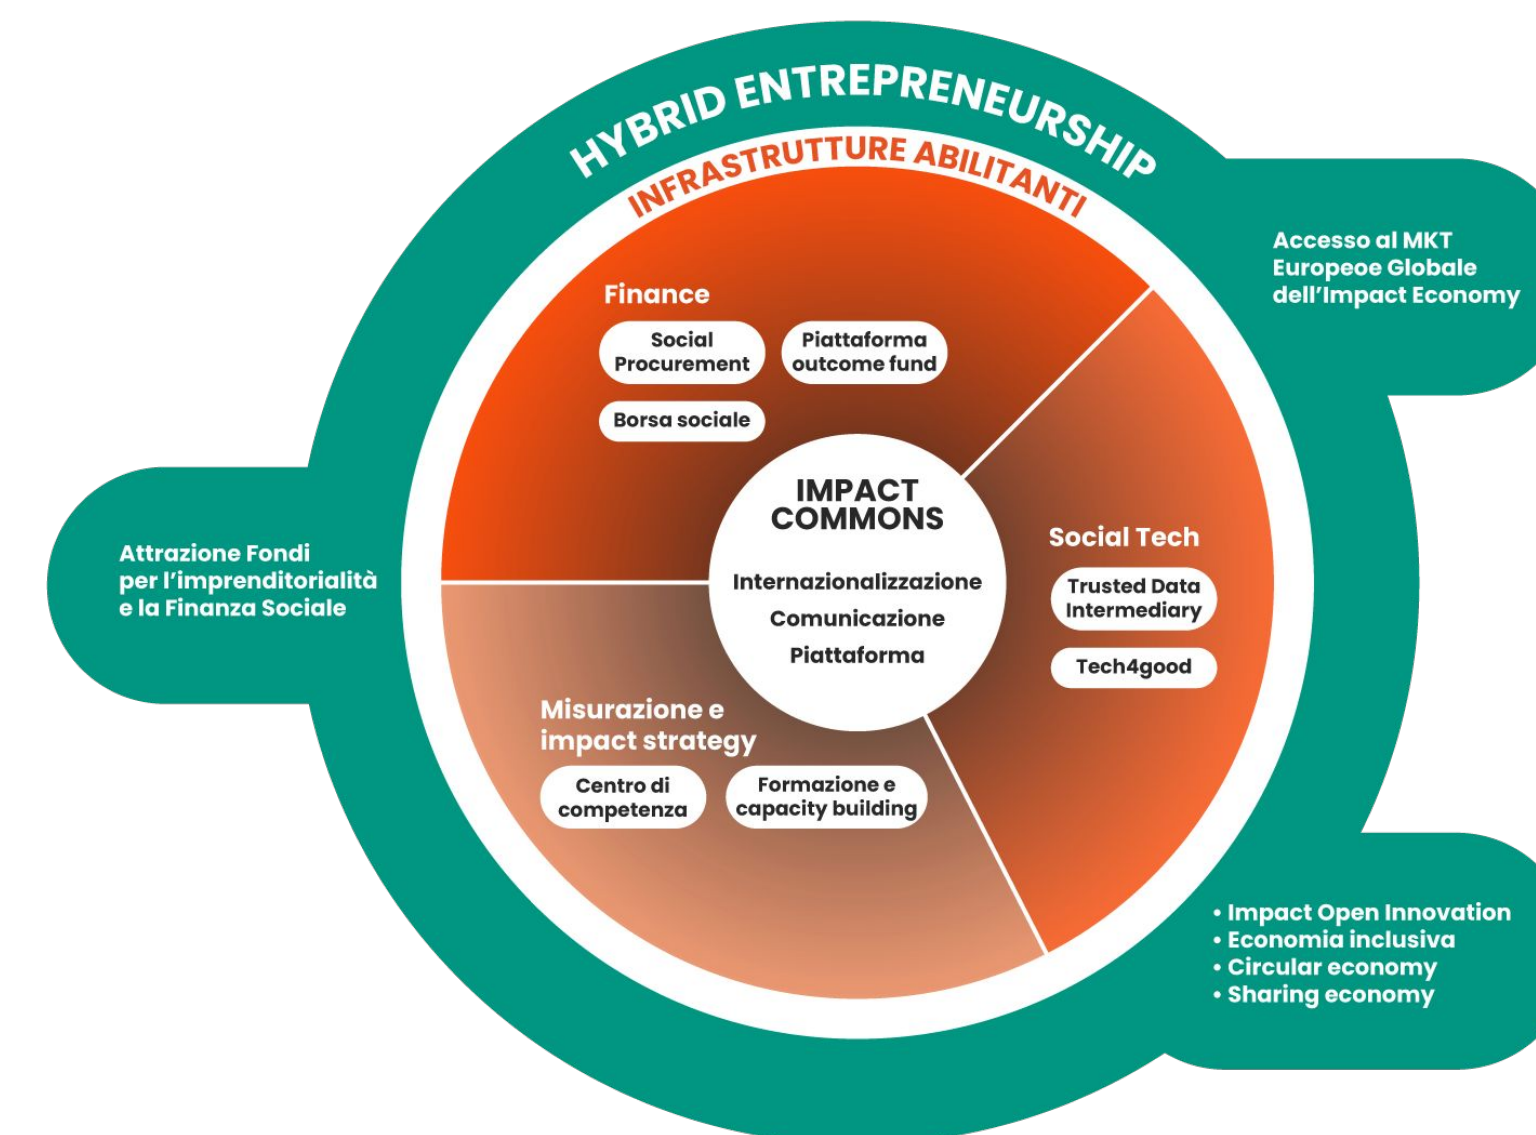 HYBRID ENTREPRENEURSHIP
INFRASTRUTTURE ABILITANTI
Accesso al MKT
Europeoe Globale
dell'Impact Economy
Finance
Social
Procurement
Piattaforma
outcome fund
Borsa sociale
IMPACT
COMMONS
Internazionalizzazione
Comunicazione
Piattaforma
Social Tech
Trusted Data
Intermediary
Tech4good
Attrazione Fondi
per l'imprenditorialità
e la Finanza Sociale
Misurazione e
impact strategy
Centro di
competenza
Formazione e
capacity building
• Impact Open Innovation
• Economia inclusiva
• Circular economy
• Sharing economy